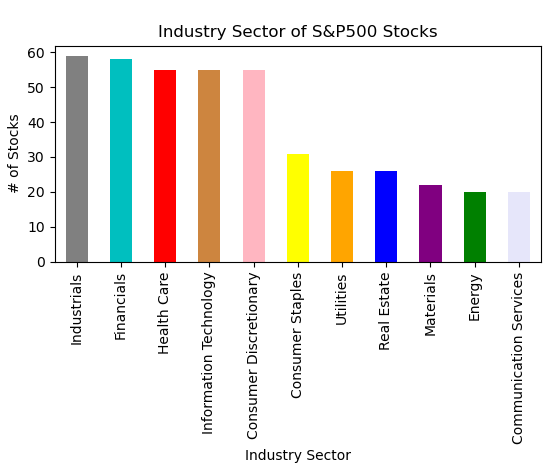 Industry Sector of S&P500 Stocks
# of Stocks
60
50
40
30
20
10
0
Industrials
Financials
Health Care
Information Technology
Consumer Discretionary
Consumer Staples
Utilities
Real Estate
Materials
Energy
Communication Services
Industry Sector